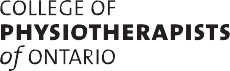 COLLEGE OF
PHYSIOTHERAPISTS
of ONTARIO